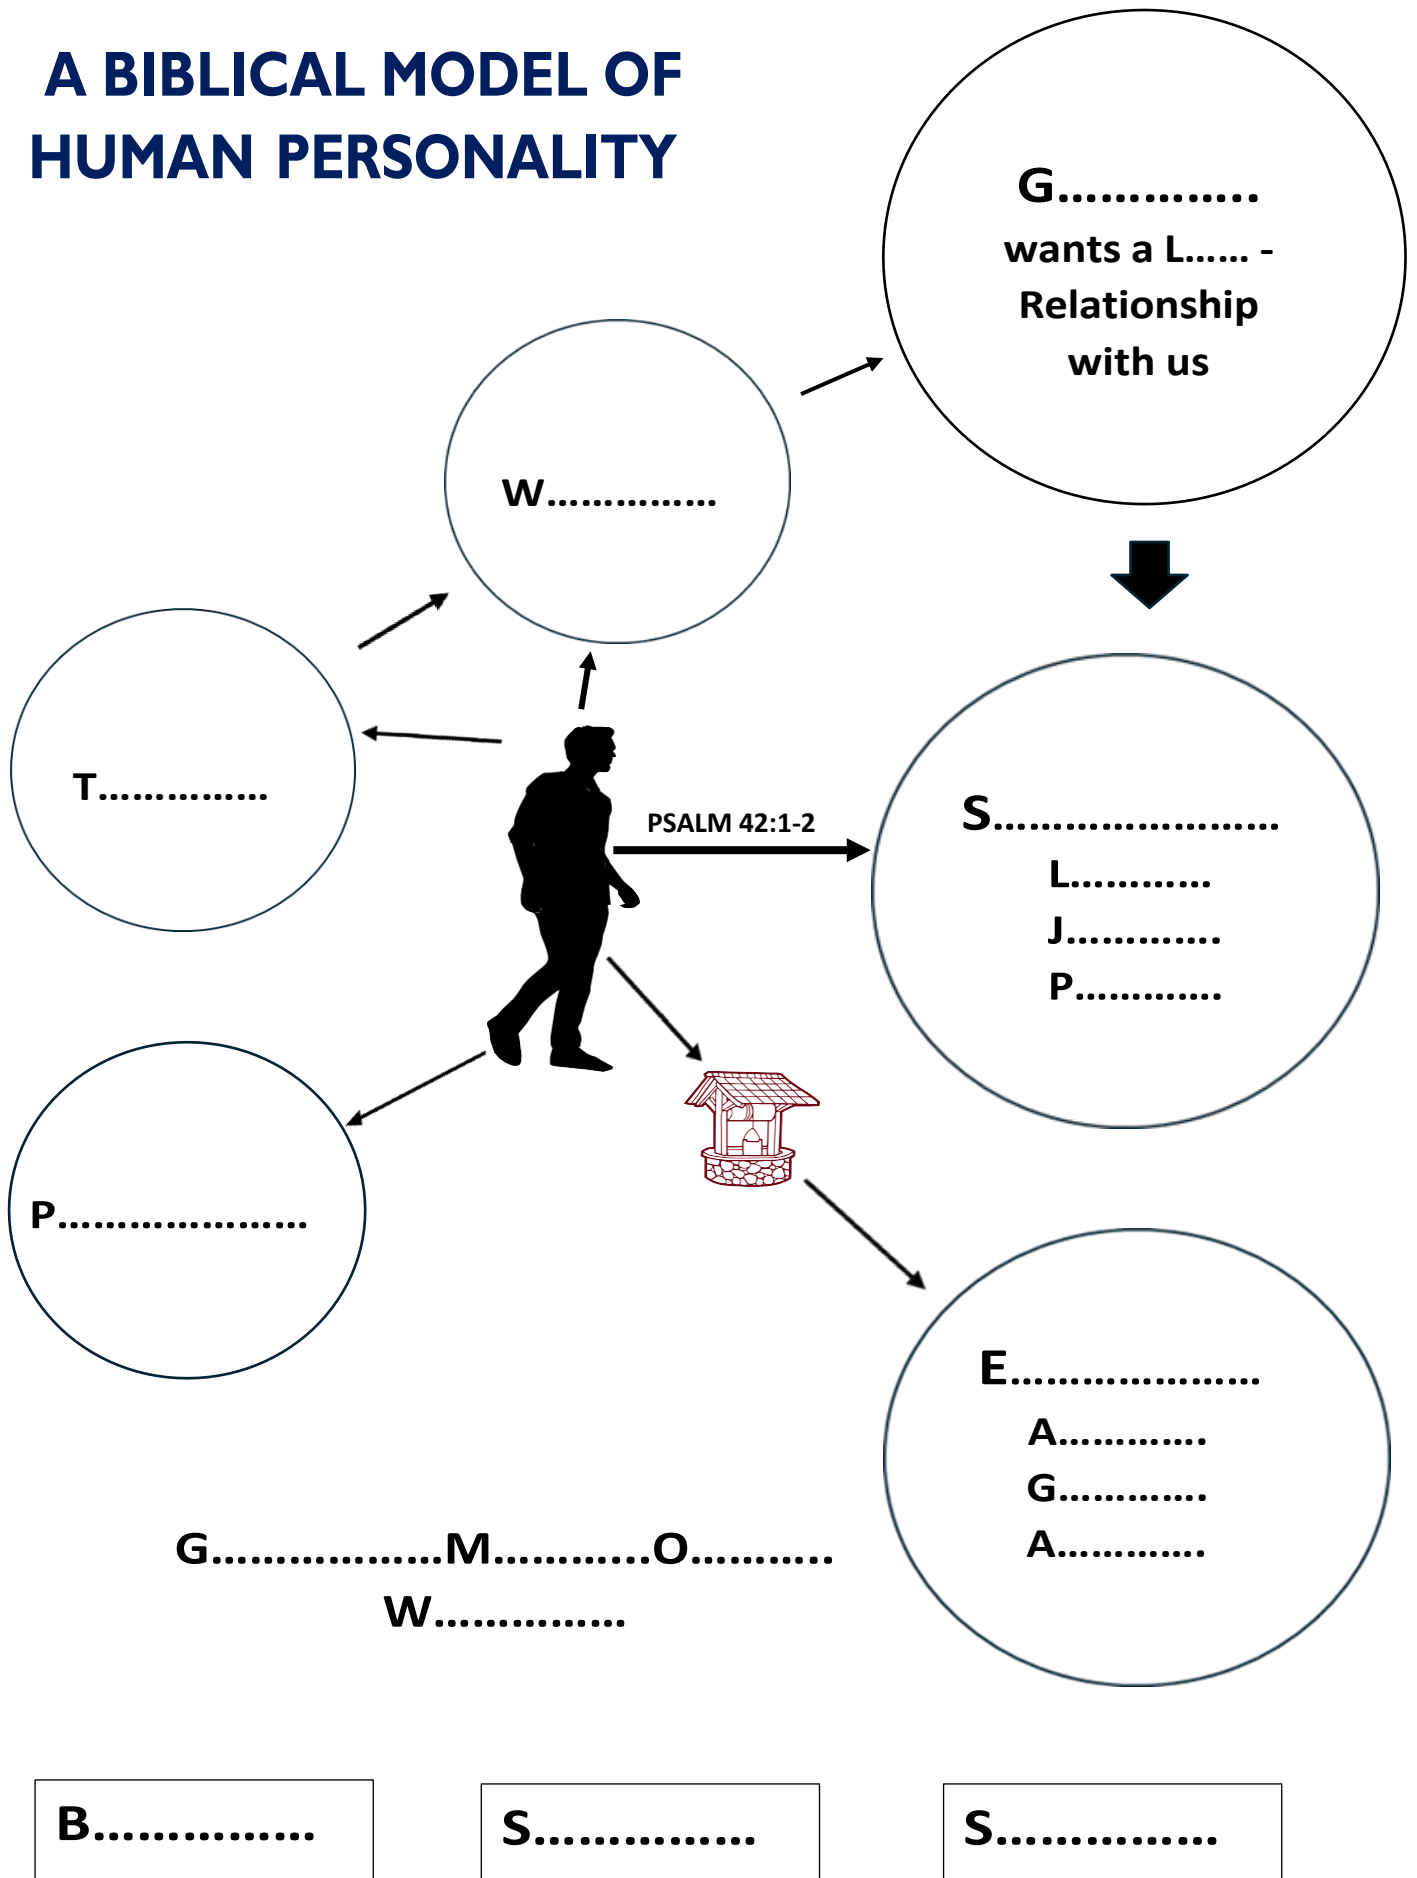 A BIBLICAL MODEL OF
HUMAN PERSONALITY
G…………..
wants a L…... -
Relationship
with us
W……………
T……………
PSALM 42:1-2
S……………………
L…………
J………….
P………….
P……………………
E…………………
A………….
G………….
A………….
G………………M…………O……….
W……………
B……………
S……………
S……………